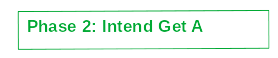 Phase 2: Intend Get A